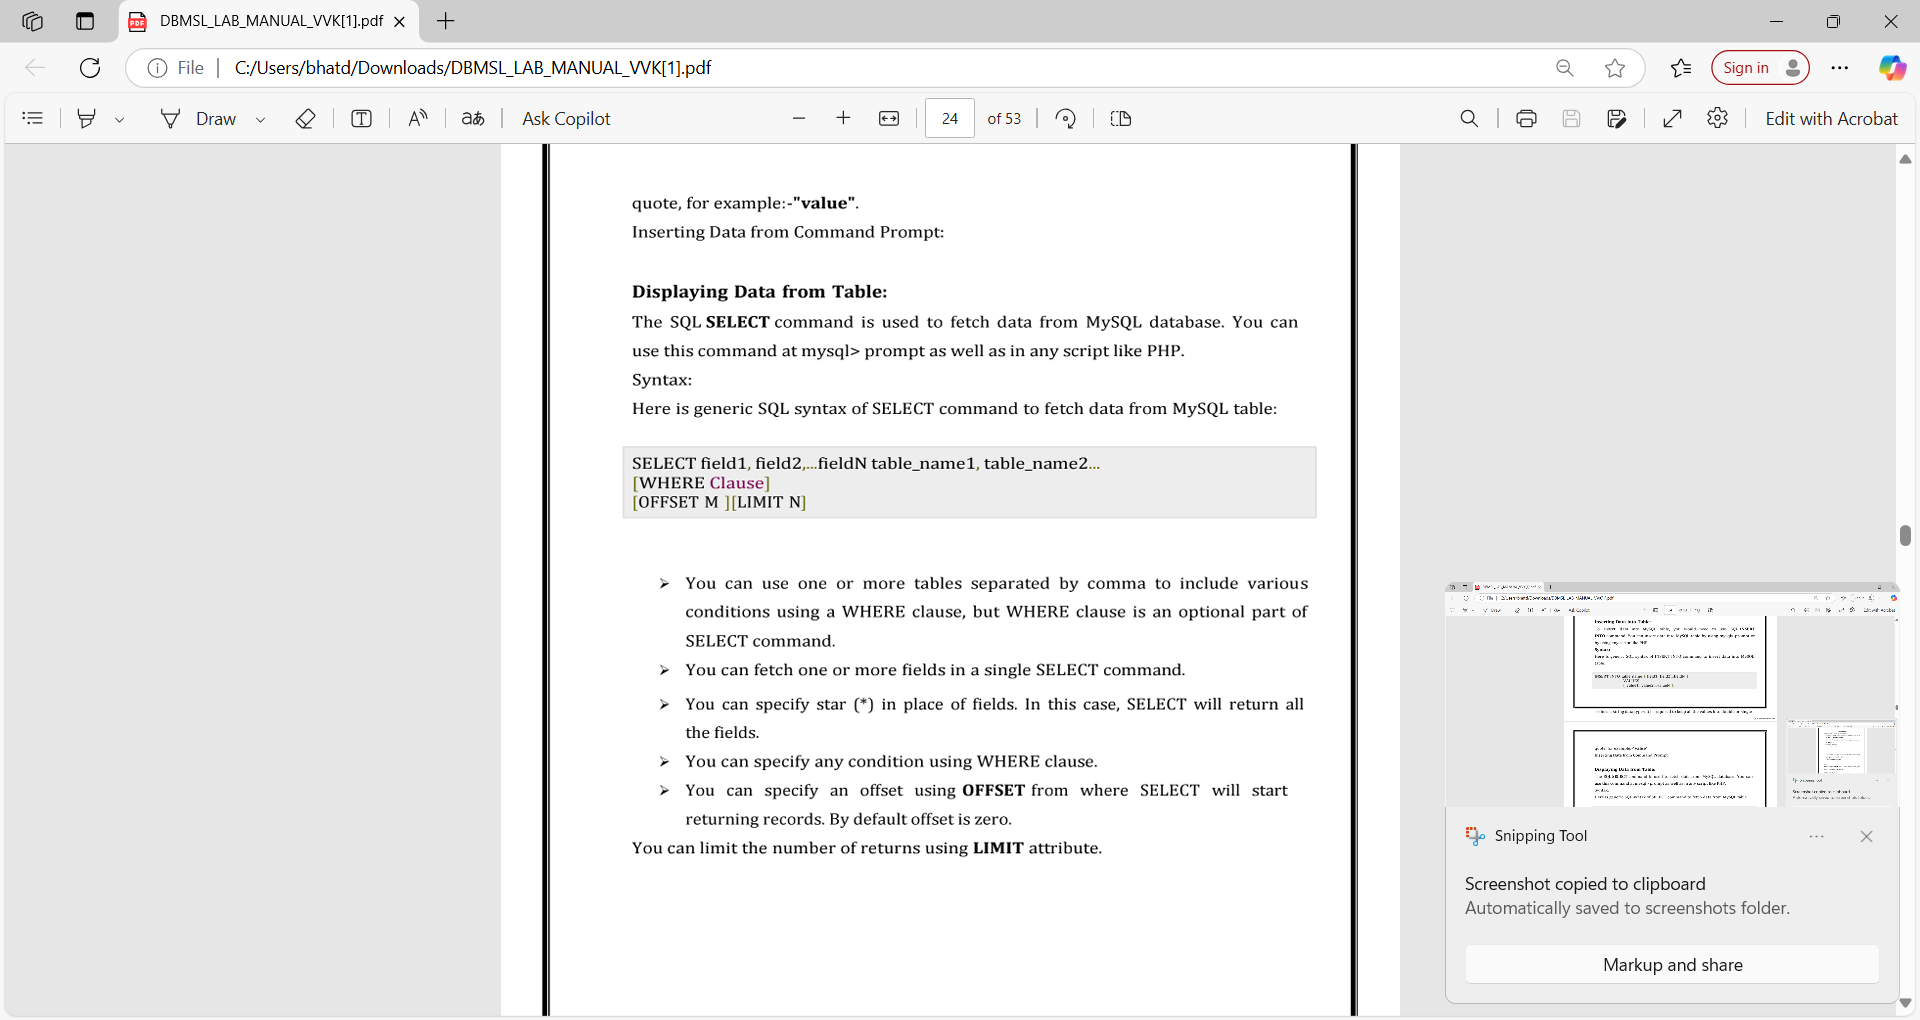 DBMSL_LAB_MANUAL_VVK[1].pdf
File
C:/Users/bhatd/Downloads/DBMSL_LAB_MANUAL_VVK[1].pdf
Sign in
Draw
Ask Copilot
24
of 53
Edit with Acrobat
quote, for example:-"value".
Inserting Data from Command Prompt:
Displaying Data from Table:
The SQL SELECT command is used to fetch data from MySQL database. You can
use this command at mysql> prompt as well as in any script like PHP.
Syntax:
Here is generic SQL syntax of SELECT command to fetch data from MySQL table:
SELECT field1, field2,...fieldN table_name1, table_name2...
[WHERE Clause]
[OFFSET M ][LIMIT N]
➢ You can use one or more tables separated by comma to include various
conditions using a WHERE clause, but WHERE clause is an optional part of
SELECT command.
➢ You can fetch one or more fields in a single SELECT command.
➢ You can specify star (*) in place of fields. In this case, SELECT will return all
the fields.
➢ You can specify any condition using WHERE clause.
➢ You can specify an offset using OFFSET from where SELECT will start
returning records. By default offset is zero.
You can limit the number of returns using LIMIT attribute.
Inserting Data into Table:
Displaying Data from Table:
Snipping Tool
Screenshot copied to clipboard
Automatically saved to screenshots folder.
Markup and share